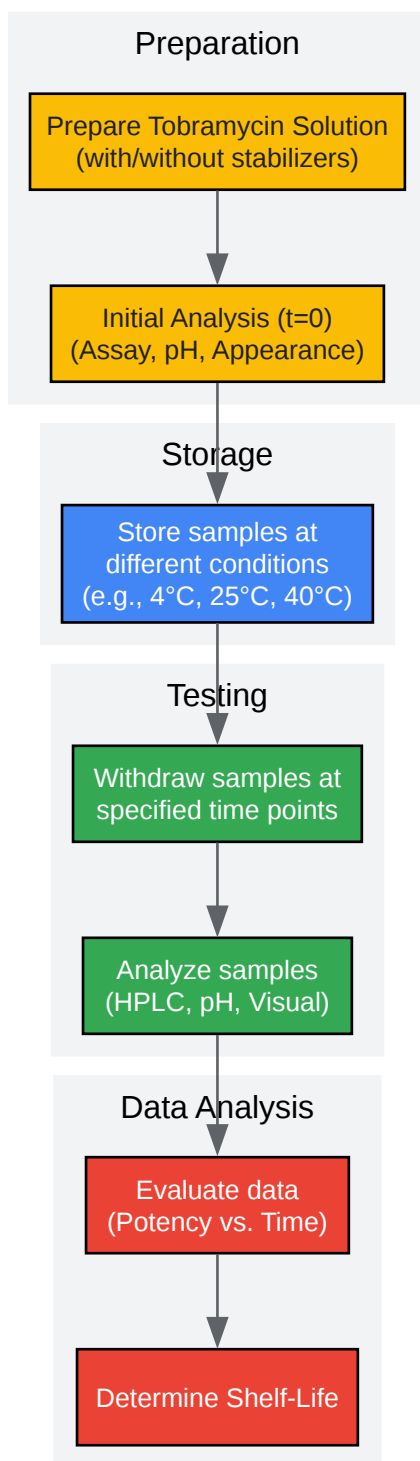 Preparation
Prepare Tobramycin Solution
(with/without stabilizers)
Initial Analysis (t=0)
(Assay, pH, Appearance)
Storage
Store samples at
different conditions
(e.g., 4°C, 25°C, 40°C)
Testing
Withdraw samples at
specified time points
Analyze samples
(HPLC, pH, Visual)
Data Analysis
Evaluate data
(Potency vs. Time)
Determine Shelf-Life